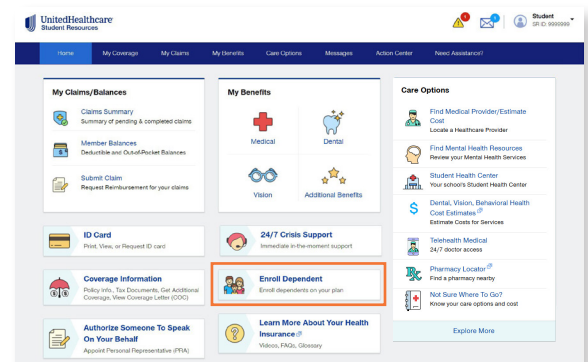 UnitedHealthcare
Student Resources
Student
SR ID: 9999999
Home My Coverage My Claims My Benefits Care Options Messages Action Center Need Assistance?
My Claims/Balances
Claims Summary
Summary of pending & completed claims
Member Balances
Deductible and Out-of-Pocket Balances
Submit Claim
Request Reimbursement for your claims
My Benefits
Medical
Dental
Vision
Additional Benefits
Care Options
Find Medical Provider/Estimate
Cost
Locate a Healthcare Provider
Find Mental Health Resources
Review your Mental Health Services
Student Health Center
Your school's Student Health Center
Dental, Vision, Behavioral Health
Cost Estimates
Estimate Costs for Services
Telehealth Medical
24/7 doctor access
Pharmacy Locator
Find a pharmacy nearby
Not Sure Where To Go?
Know your care options and cost
Explore More
ID Card
Print, View, or Request ID card
24/7 Crisis Support
Immediate in-the-moment support
Coverage Information
Policy Info, Tax Documents, Get Additional
Coverage, View Coverage Letter (COC)
Enroll Dependent
Enroll dependents on your plan
Authorize Someone To Speak
On Your Behalf
Appoint Personal Representative (PRA)
Learn More About Your Health
Insurance
Videos, FAQs, Glossary